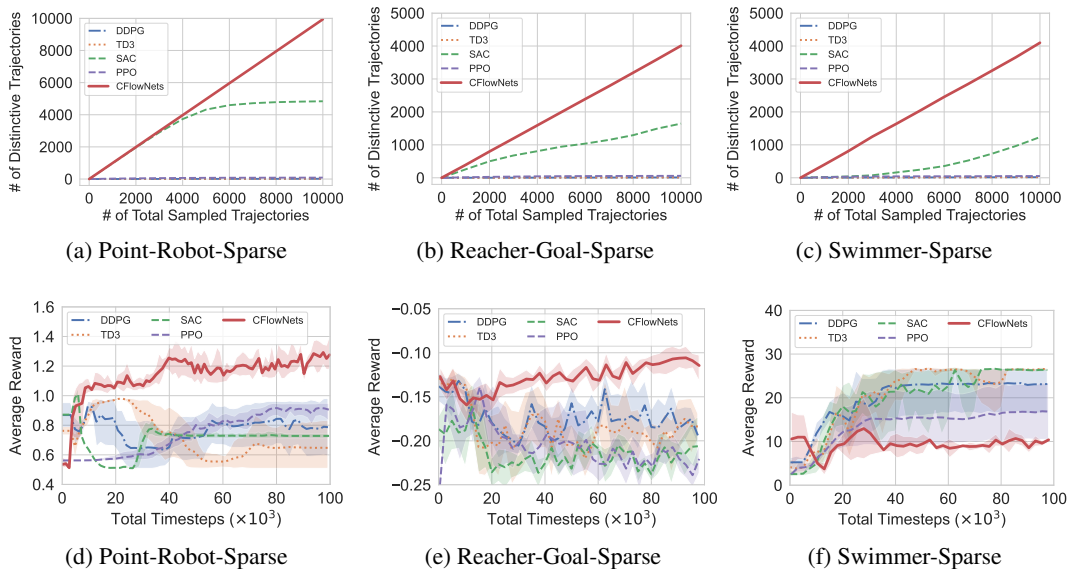 # of Distinctive Trajectories
10000
8000
6000
4000
2000
0
DDPG
TD3
SAC
PPO
CFlowNets
0 2000 4000 6000 8000 10000
# of Total Sampled Trajectories
(a) Point-Robot-Sparse
# of Distinctive Trajectories
5000
4000
3000
2000
1000
0
DDPG
TD3
SAC
PPO
CFlowNets
0 2000 4000 6000 8000 10000
# of Total Sampled Trajectories
(b) Reacher-Goal-Sparse
# of Distinctive Trajectories
5000
4000
3000
2000
1000
0
DDPG
TD3
SAC
PPO
CFlowNets
0 2000 4000 6000 8000 10000
# of Total Sampled Trajectories
(c) Swimmer-Sparse
Average Reward
1.6
1.4
1.2
1.0
0.8
0.6
0.4
DDPG SAC CFlowNets
TD3 PPO
0 20 40 60 80 100
Total Timesteps (×10³)
(d) Point-Robot-Sparse
Average Reward
−0.05
−0.10
−0.15
−0.20
−0.25
DDPG SAC CFlowNets
TD3 PPO
0 20 40 60 80 100
Total Timesteps (×10³)
(e) Reacher-Goal-Sparse
Average Reward
40
30
20
10
0
DDPG SAC CFlowNets
TD3 PPO
0 20 40 60 80 100
Total Timesteps (×10³)
(f) Swimmer-Sparse